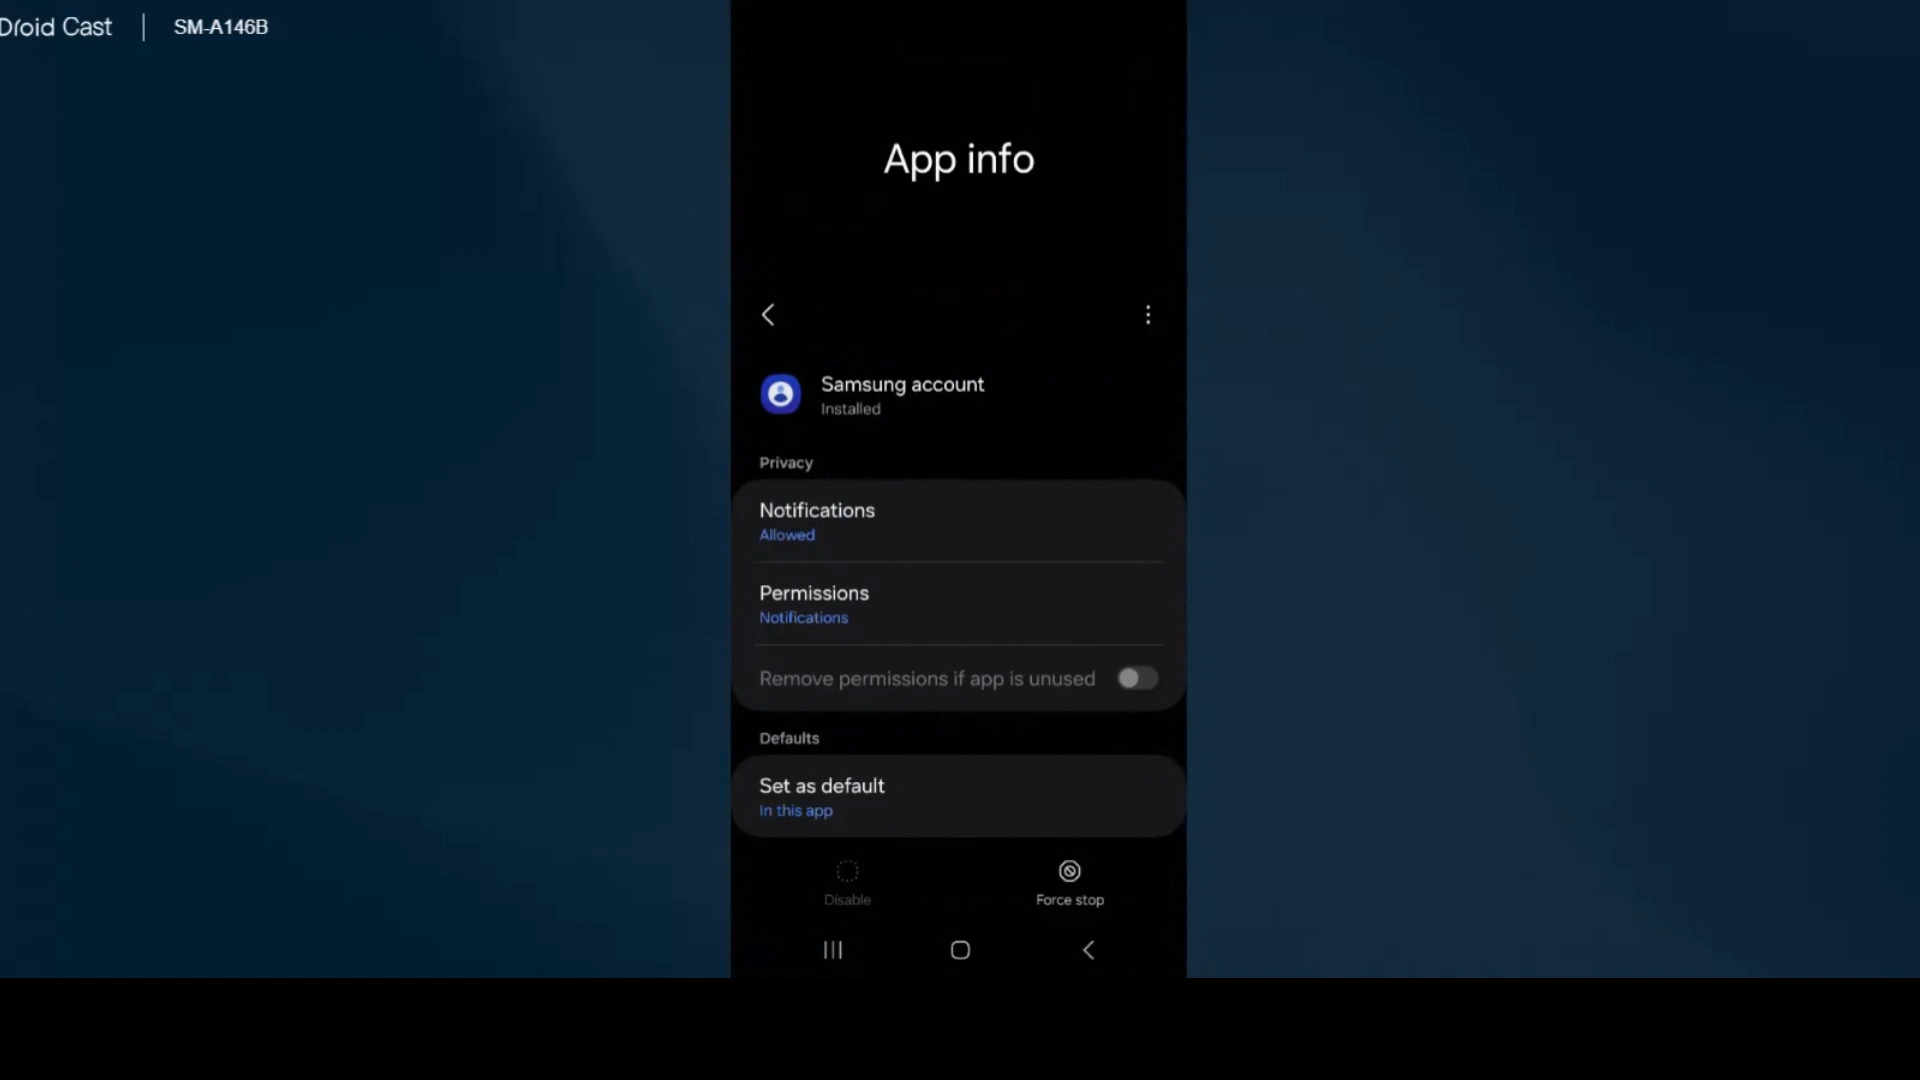 Droid Cast | SM-A146B
App info
Samsung account
Installed
Privacy
Notifications
Allowed
Permissions
Notifications
Remove permissions if app is unused
Defaults
Set as default
In this app
Disable
Force stop